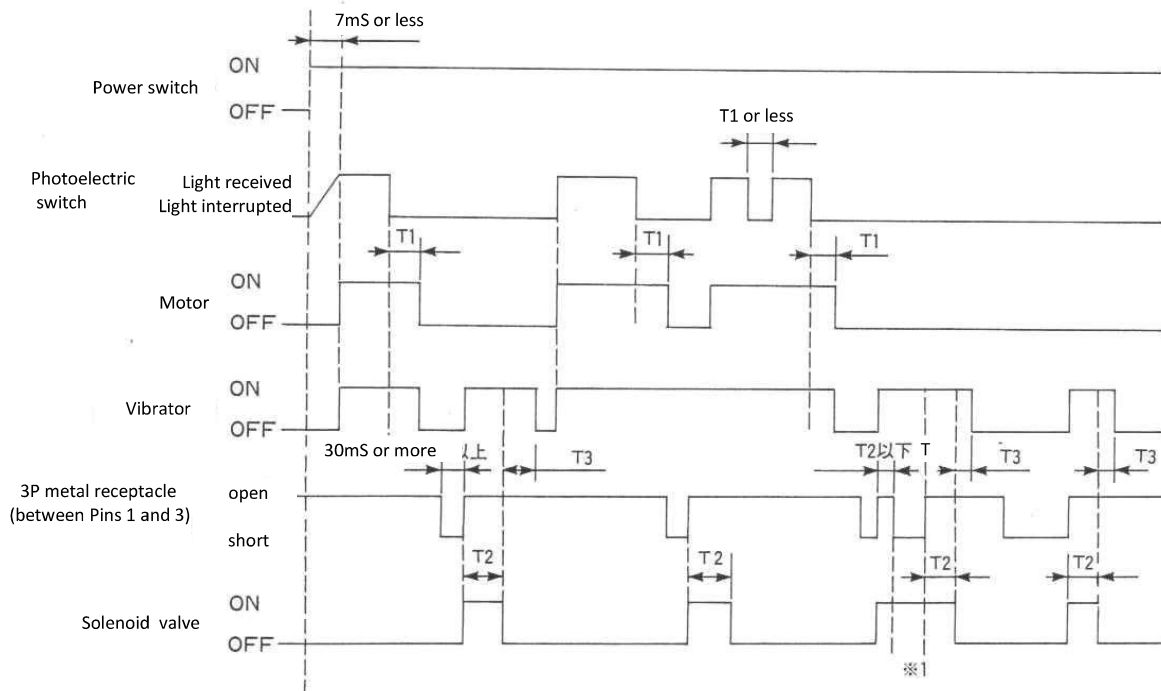 7mS or less
ON
Power switch
OFF
T1 or less
Photoelectric
switch
Light received
Light interrupted
T1
T1
T1
ON
Motor
OFF
ON
Vibrator
OFF
30mS or more 以上
T3
T2以下 T
T3
T3
3P metal receptacle
(between Pins 1 and 3)
open
short
T2
T2
T2
T2
ON
Solenoid valve
OFF
※1